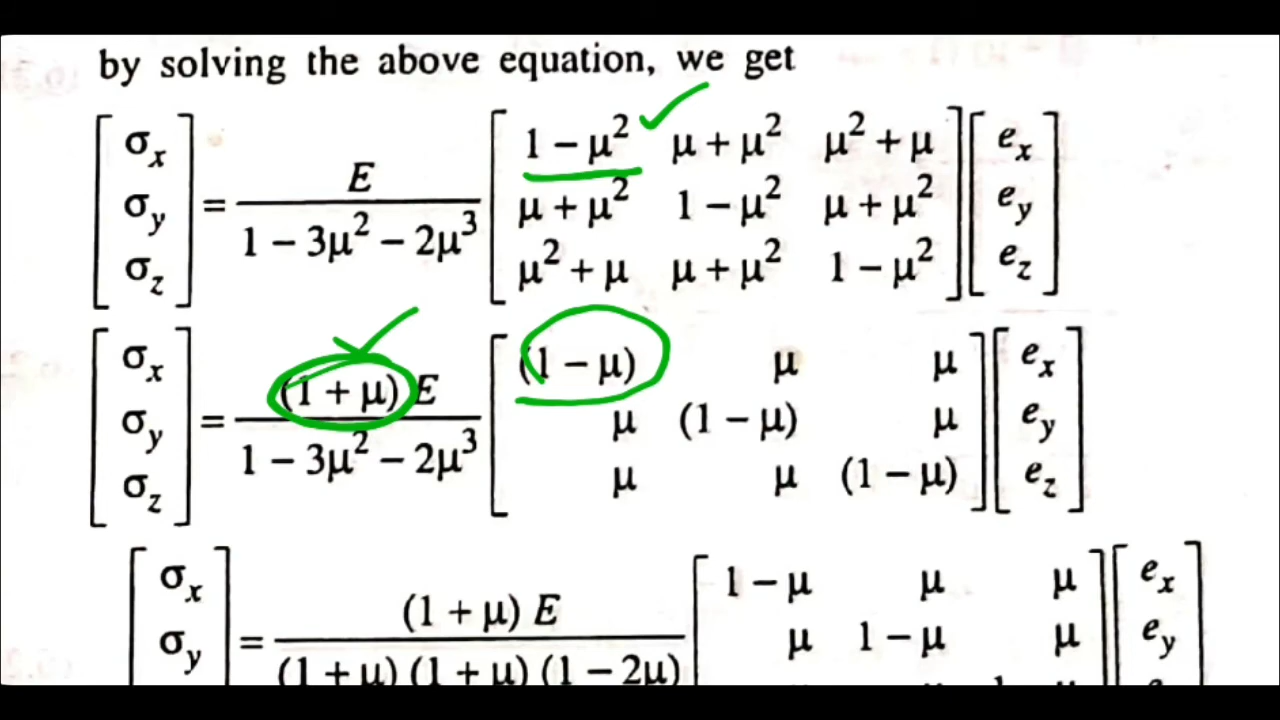 by solving the above equation, we get
[σx σy σz] = E / (1 − 3μ² − 2μ³) [1 − μ² μ + μ² μ² + μ; μ + μ² 1 − μ² μ + μ²; μ² + μ μ + μ² 1 − μ²] [ex ey ez]
[σx σy σz] = (1 + μ) E / (1 − 3μ² − 2μ³) [(1 − μ) μ μ; μ (1 − μ) μ; μ μ (1 − μ)] [ex ey ez]
[σx σy = (1 + μ) E / (1 + μ) (1 + μ) (1 − 2μ) [1 − μ μ μ; μ 1 − μ μ [ex ey